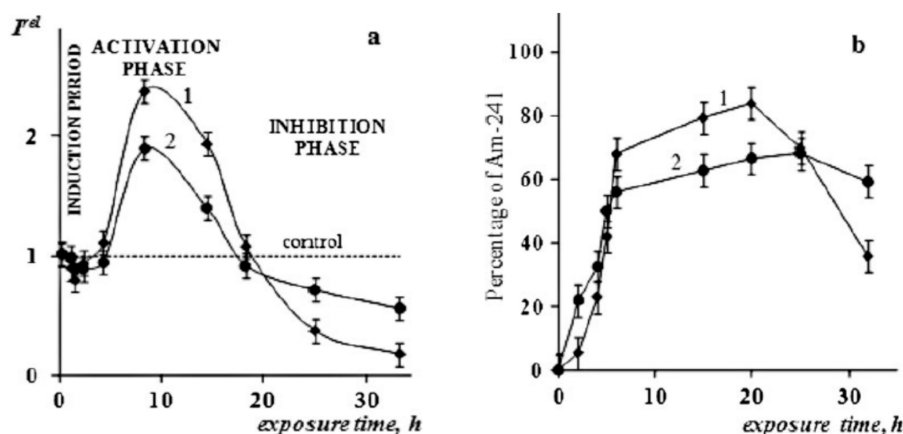 I^rel
a
ACTIVATION
PHASE
INDUCTION PERIOD
1
2
INHIBITION
PHASE
control
2
1
0
0 10 20 30
exposure time, h
b
Percentage of Am-241
100
80
60
40
20
0
1
2
0 10 20 30
exposure time, h